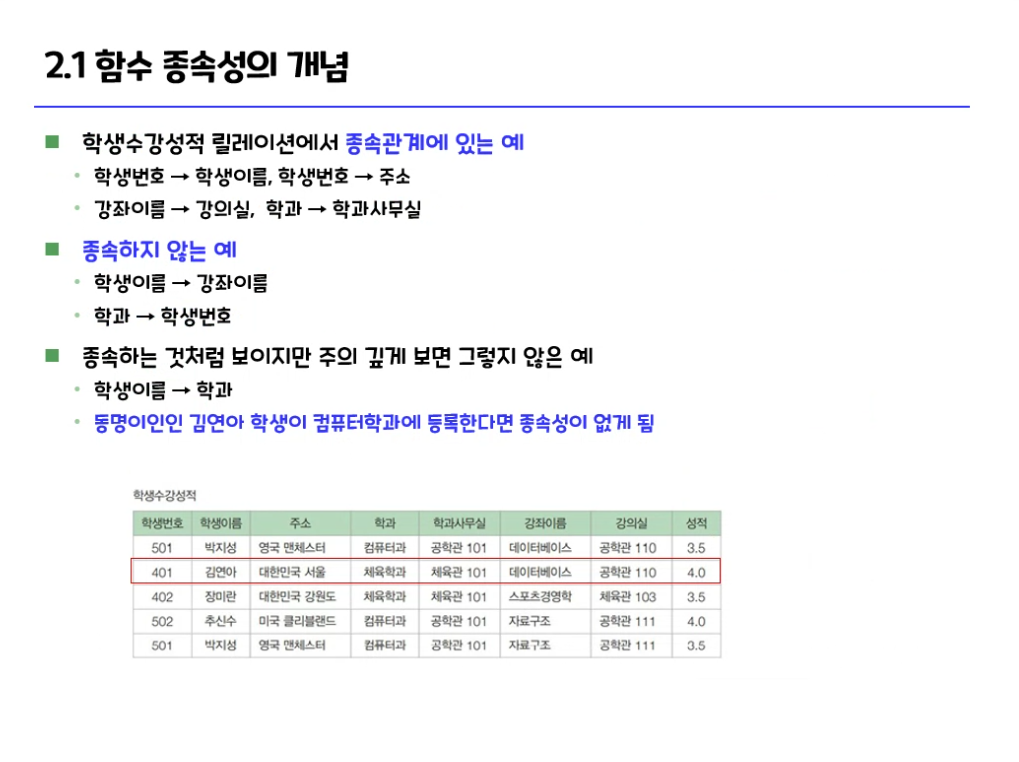 2.1 함수 종속성의 개념
■ 학생수강성적 릴레이션에서 종속관계에 있는 예
• 학생번호 → 학생이름, 학생번호 → 주소
• 강좌이름 → 강의실, 학과 → 학과사무실
■ 종속하지 않는 예
• 학생이름 → 강좌이름
• 학과 → 학생번호
■ 종속하는 것처럼 보이지만 주의 깊게 보면 그렇지 않은 예
• 학생이름 → 학과
• 동명이인인 김연아 학생이 컴퓨터학과에 등록한다면 종속성이 없게 됨
학생수강성적
학생번호 학생이름 주소 학과 학과사무실 강좌이름 강의실 성적
501 박지성 영국 맨체스터 컴퓨터과 공학관 101 데이터베이스 공학관 110 3.5
401 김연아 대한민국 서울 체육학과 체육관 101 데이터베이스 공학관 110 4.0
402 장미란 대한민국 강원도 체육학과 체육관 101 스포츠경영학 체육관 103 3.5
502 추신수 미국 클리블랜드 컴퓨터과 공학관 101 자료구조 공학관 111 4.0
501 박지성 영국 맨체스터 컴퓨터과 공학관 101 자료구조 공학관 111 3.5